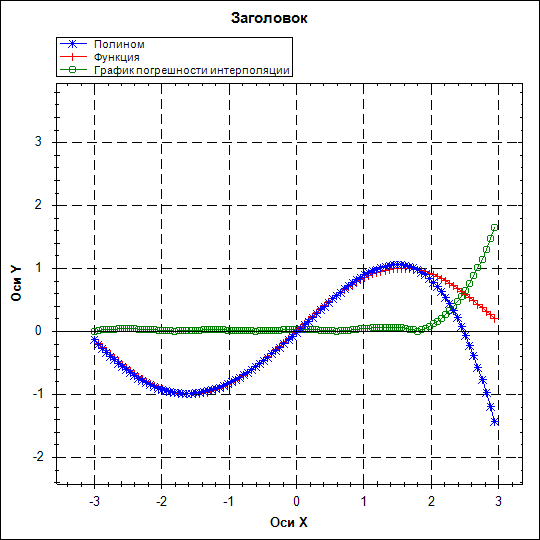 Заголовок
Полином
Функция
График погрешности интерполяции
Оси Y
3
2
1
0
-1
-2
-3 -2 -1 0 1 2 3
Оси X